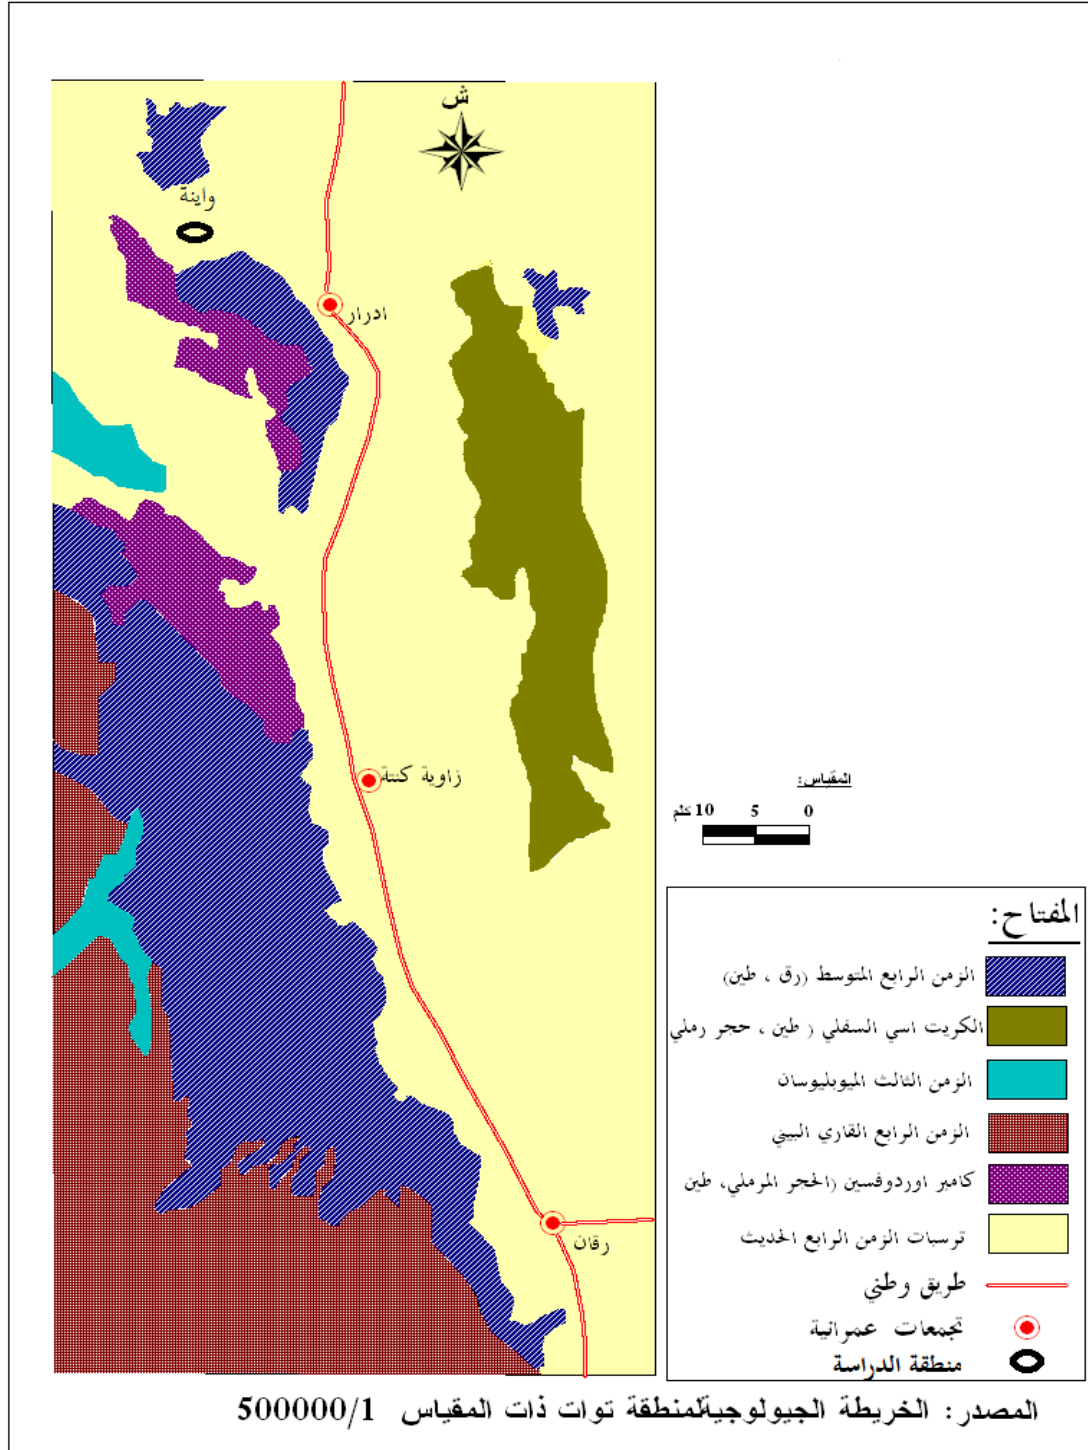 ش
واينة
ادرار
زاوية كنتة
رقان
المقياس:
0 5 10 كلم
المفتاح:
الزمن الرابع المتوسط (رق ، طين)
الكريت اسي السفلي ( طين ، حجر رملي
الزمن الثالث الميوبليوسان
الزمن الرابع القاري البيني
كامبر اوردوفسين (الحجر المرملي، طين
ترسبات الزمن الرابع الحديث
طريق وطني
تجمعات عمرانية
منطقة الدراسة
المصدر: الخريطة الجيولوجية لمنطقة توات ذات المقياس 500000/1